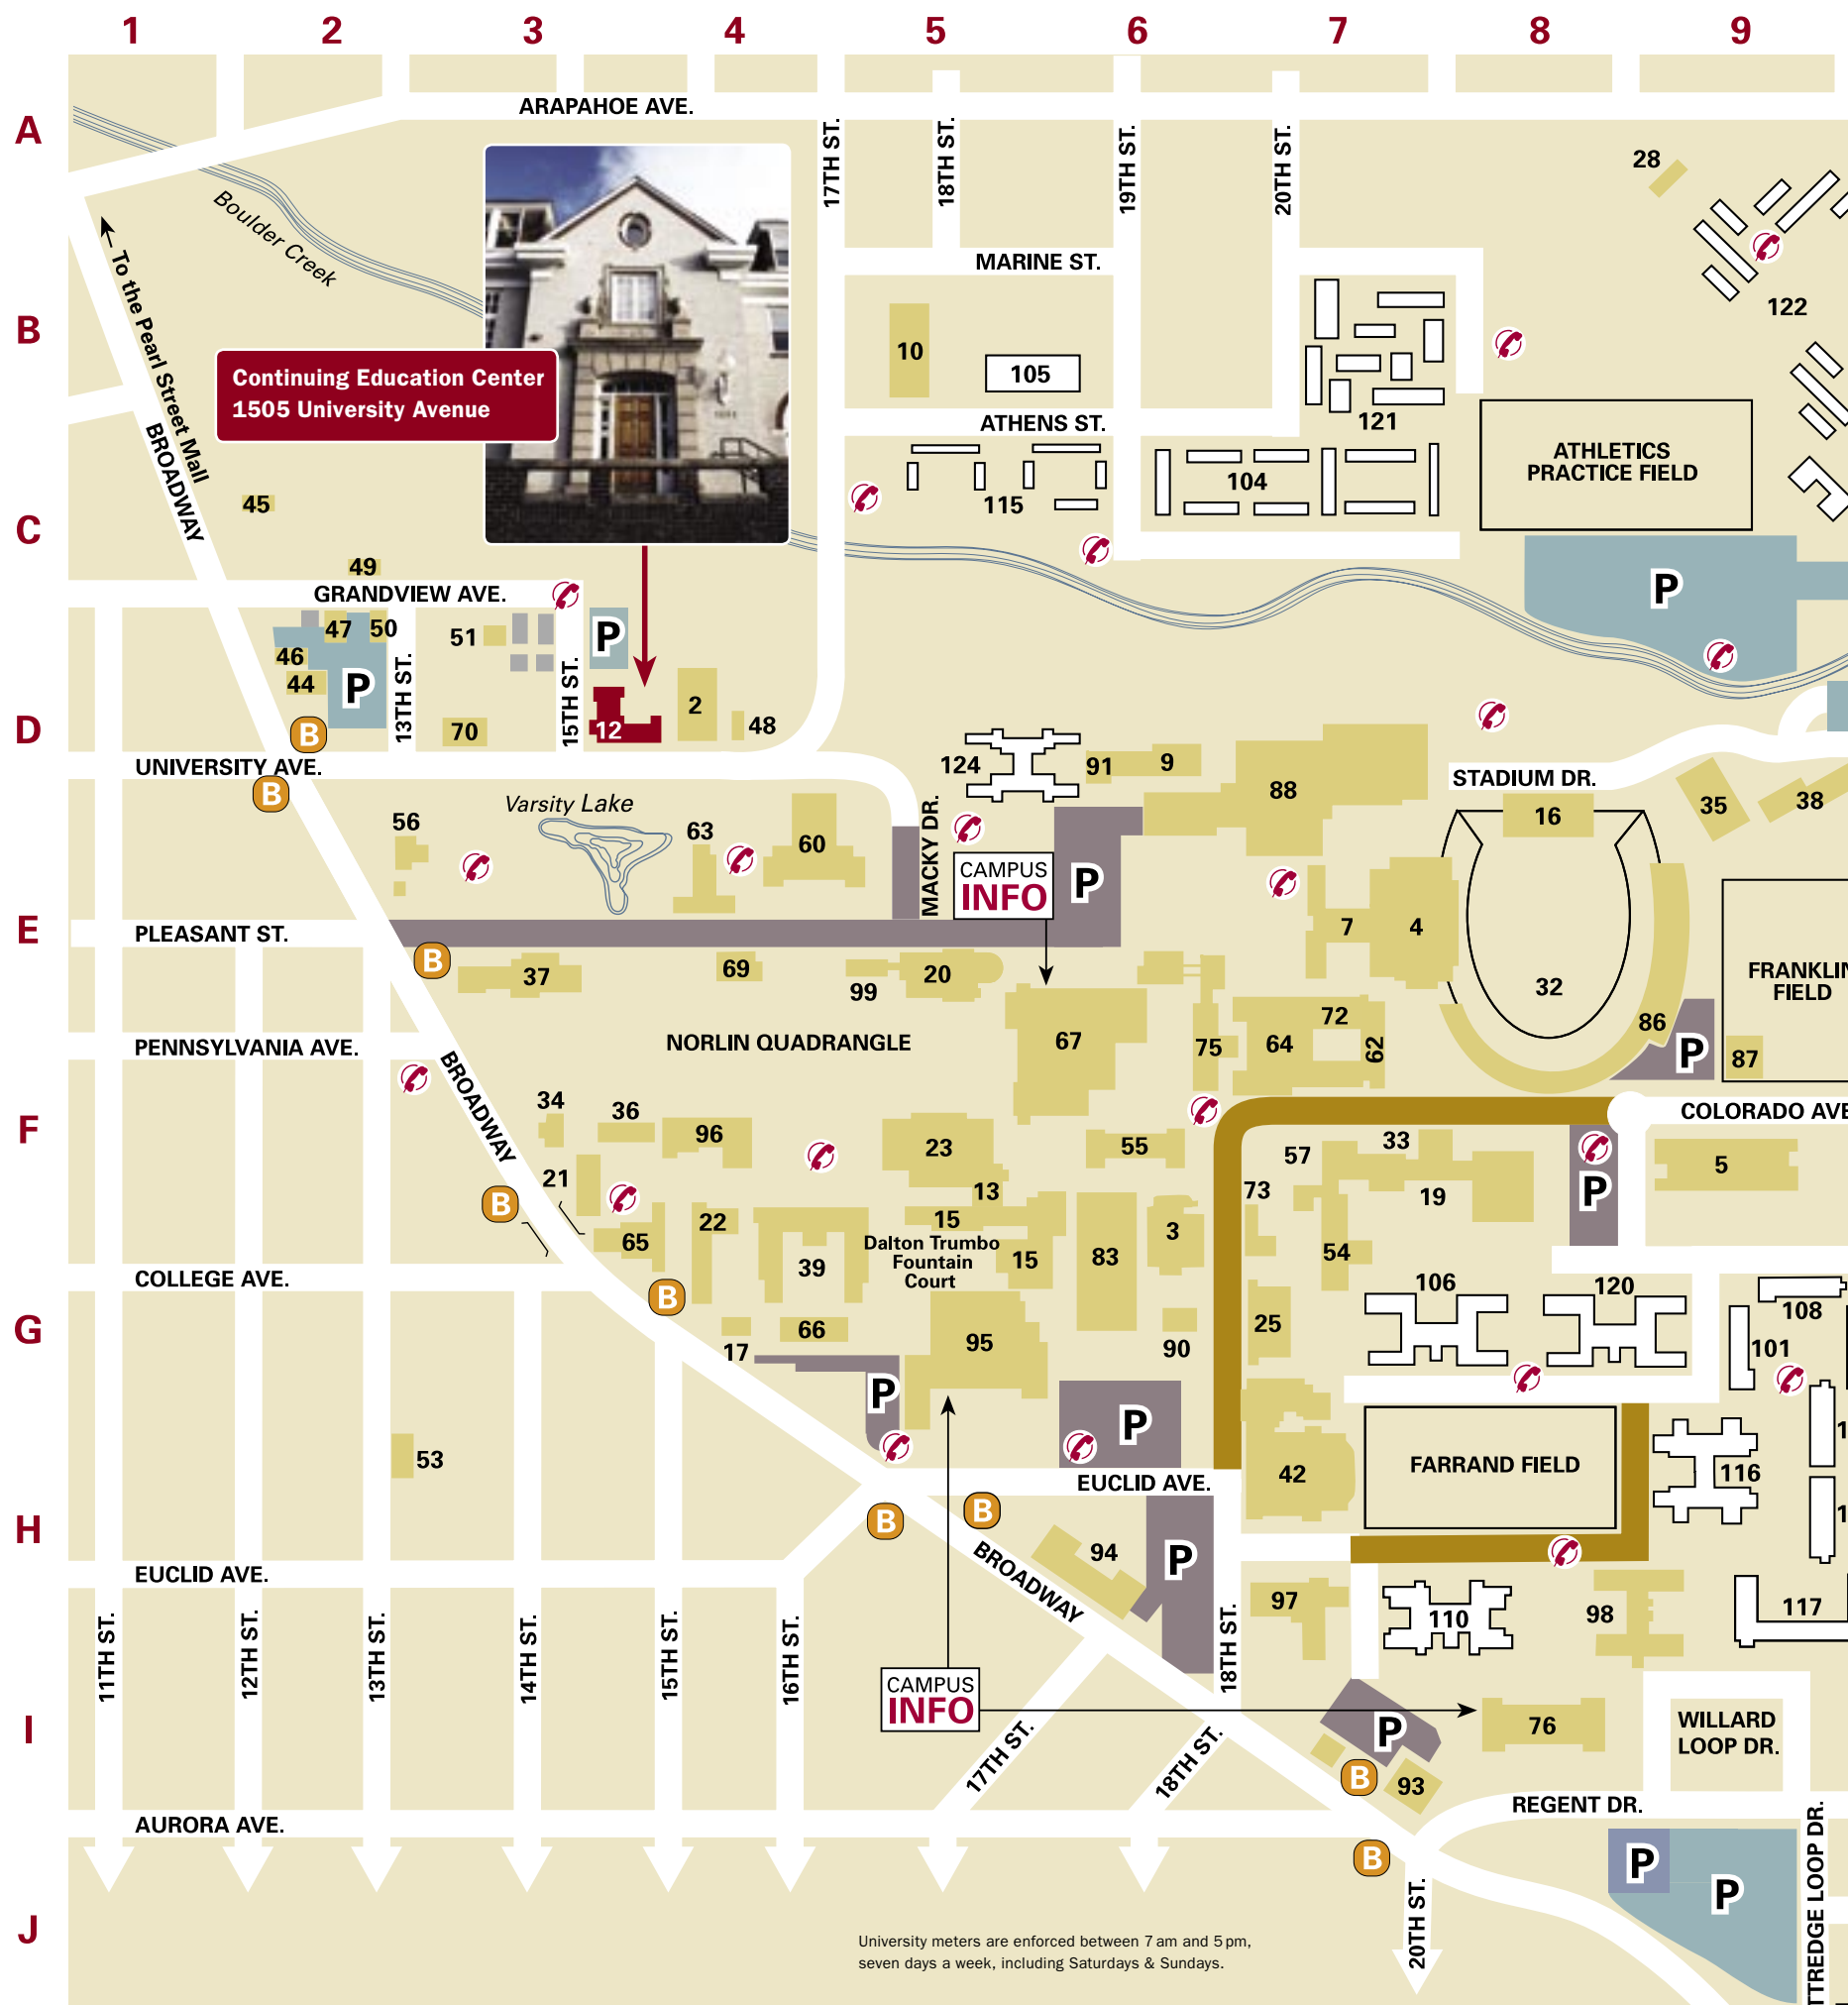 1 2 3 4 5 6 7 8 9
A
ARAPAHOE AVE.
17TH ST.
18TH ST.
19TH ST.
20TH ST.
28
Boulder Creek
To the Pearl Street Mall
MARINE ST.
B
122
10
105
Continuing Education Center
1505 University Avenue
121
ATHENS ST.
BROADWAY
ATHLETICS
PRACTICE FIELD
104
45
115
C
49
P
GRANDVIEW AVE.
47 50
51
P
46
44
P
13TH ST.
15TH ST.
2
12
48
70
D
B
124
91
9
UNIVERSITY AVE.
B
88
STADIUM DR.
16
35
38
Varsity Lake
56
63
60
MACKY DR.
CAMPUS
INFO
P
7
4
E
PLEASANT ST.
B
37
69
99
20
32
FRANKLIN
FIELD
NORLIN QUADRANGLE
67
75
64
72
62
86
P
87
PENNSYLVANIA AVE.
BROADWAY
34
36
96
F
COLORADO AVE
23
55
57
33
19
5
P
21
B
13
73
22
15
65
3
54
Dalton Trumbo
Fountain
Court
15
39
83
COLLEGE AVE.
106
120
B
108
G
66
17
95
90
25
101
P
P
53
42
FARRAND FIELD
116
EUCLID AVE.
H
B
B
94
P
BROADWAY
EUCLID AVE.
97
110
98
117
11TH ST.
12TH ST.
13TH ST.
14TH ST.
15TH ST.
16TH ST.
18TH ST.
CAMPUS
INFO
I
17TH ST.
18TH ST.
P
76
WILLARD
LOOP DR.
B
93
REGENT DR.
AURORA AVE.
B
P
P
20TH ST.
TTREDGE LOOP DR.
J
University meters are enforced between 7 am and 5 pm,
seven days a week, including Saturdays & Sundays.